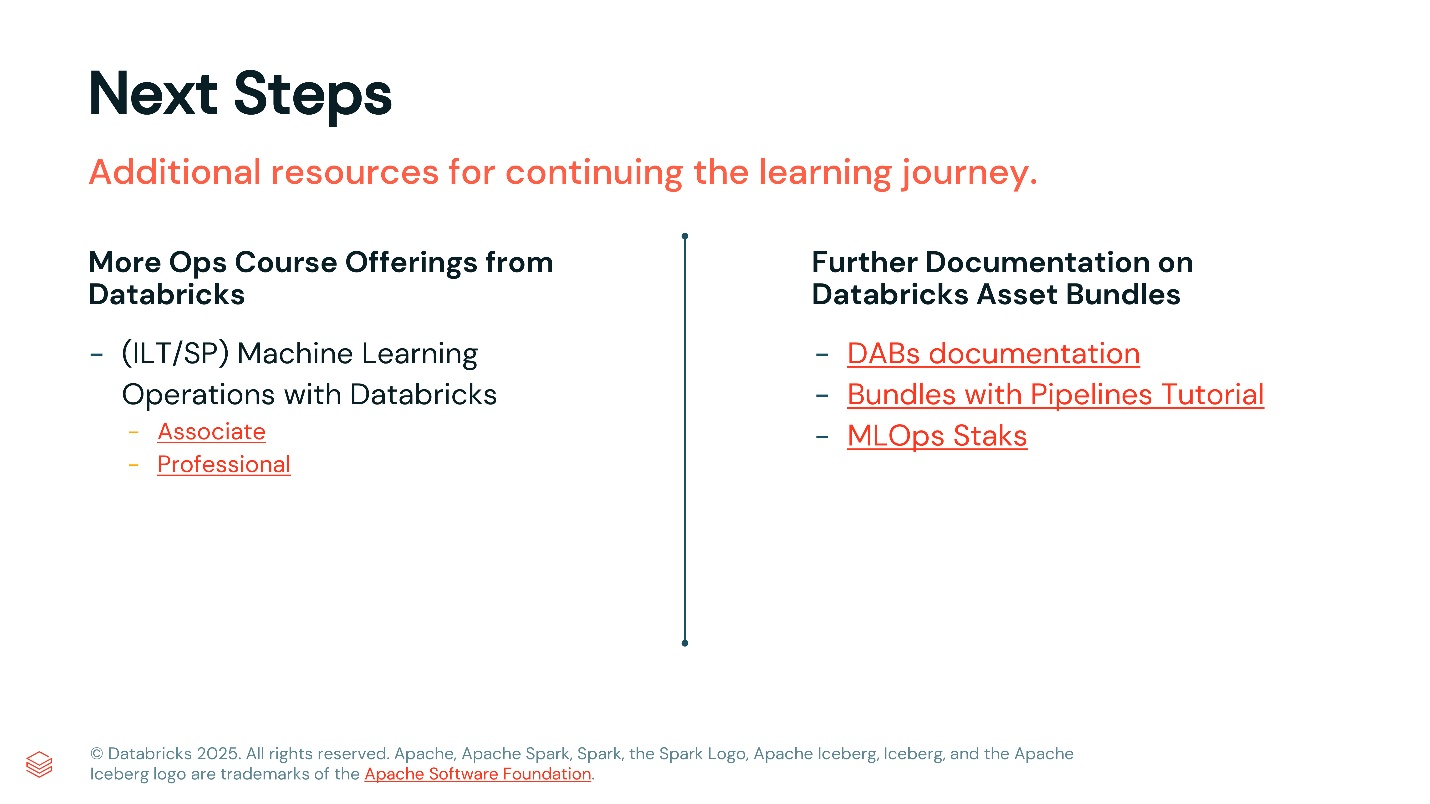 Next Steps
Additional resources for continuing the learning journey.
More Ops Course Offerings from
Databricks
- (ILT/SP) Machine Learning
Operations with Databricks
- Associate
- Professional
Further Documentation on
Databricks Asset Bundles
- DABs documentation
- Bundles with Pipelines Tutorial
- MLOps Staks
© Databricks 2025. All rights reserved. Apache, Apache Spark, Spark, the Spark Logo, Apache Iceberg, Iceberg, and the Apache
Iceberg logo are trademarks of the Apache Software Foundation.